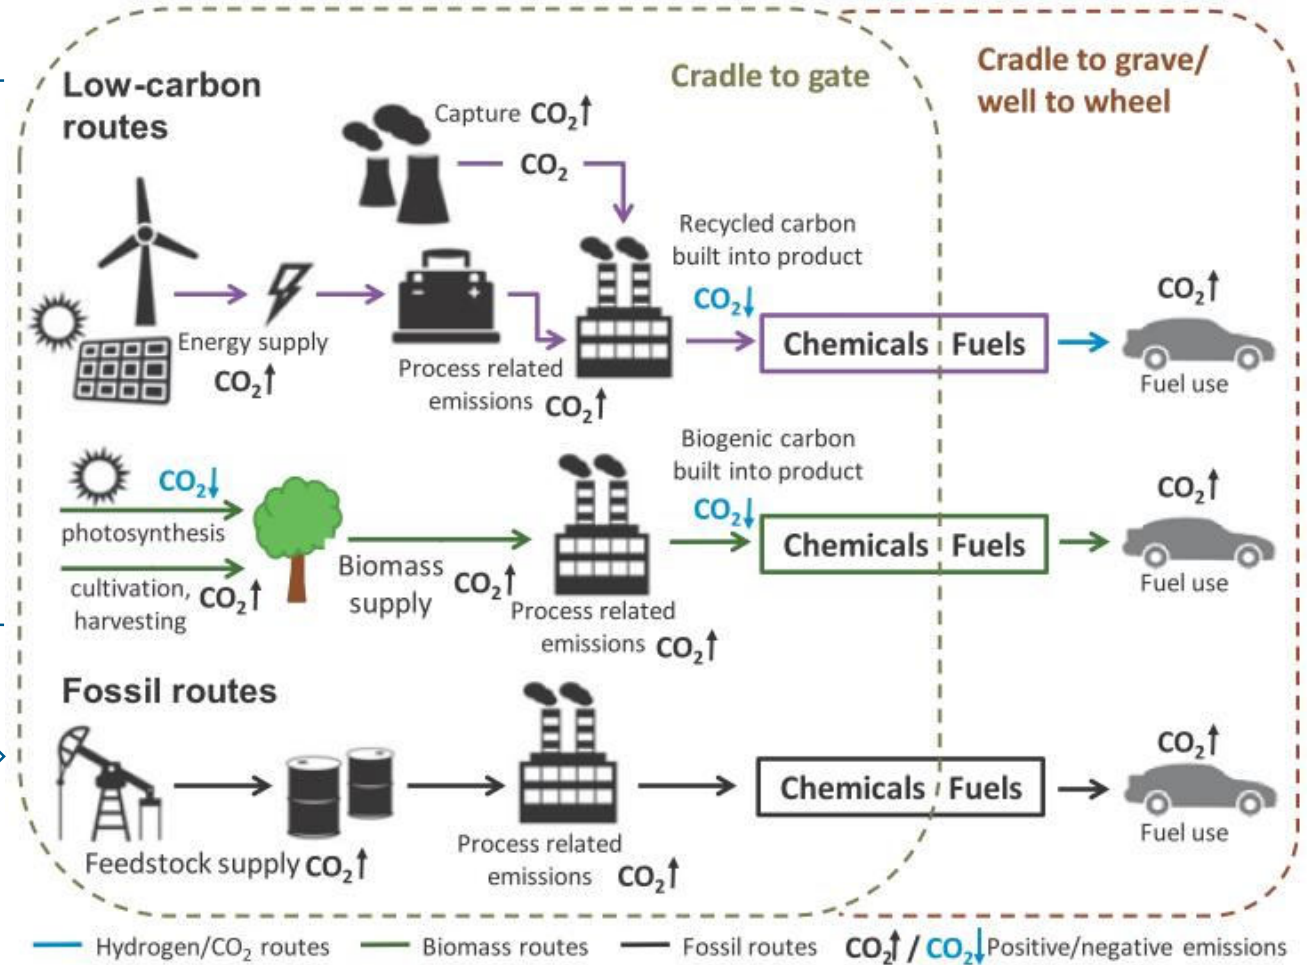 Low-carbon
routes
Cradle to gate
Cradle to grave/
well to wheel
Capture CO₂↑
CO₂
Recycled carbon
built into product
CO₂↓
CO₂↑
Energy supply
CO₂↑
Process related
emissions CO₂↑
Chemicals Fuels
Fuel use
CO₂↓
photosynthesis
cultivation,
harvesting
CO₂↑
Biomass
supply
CO₂↑
Process related
emissions CO₂↑
Biogenic carbon
built into product
CO₂↓
Chemicals Fuels
CO₂↑
Fuel use
Fossil routes
Feedstock supply CO₂↑
Process related
emissions CO₂↑
Chemicals Fuels
CO₂↑
Fuel use
Hydrogen/CO₂ routes
Biomass routes
Fossil routes
CO₂↑ / CO₂↓ Positive/negative emissions